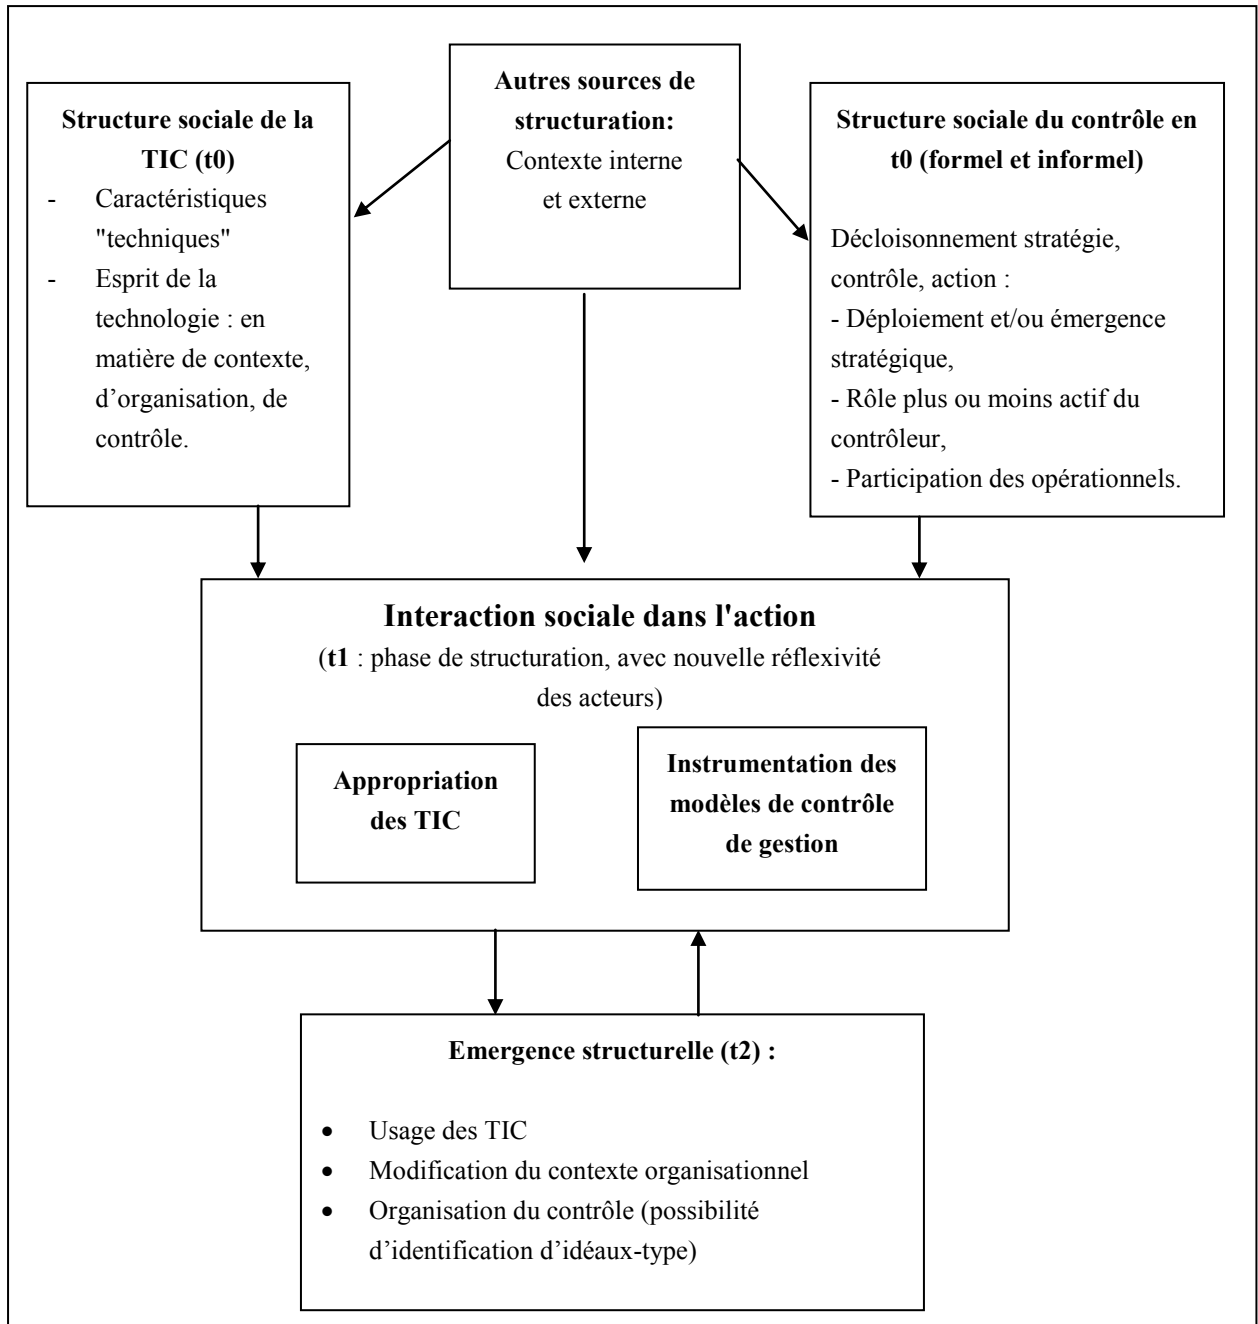 Structure sociale de la
TIC (t0)
- Caractéristiques
"techniques"
- Esprit de la
technologie : en
matière de contexte,
d’organisation, de
contrôle.
Autres sources de
structuration:
Contexte interne
et externe
Structure sociale du contrôle en
t0 (formel et informel)
Décloisonnement stratégie,
contrôle, action :
- Déploiement et/ou émergence
stratégique,
- Rôle plus ou moins actif du
contrôleur,
- Participation des opérationnels.
Interaction sociale dans l'action
(t1 : phase de structuration, avec nouvelle réflexivité
des acteurs)
Appropriation
des TIC
Instrumentation des
modèles de contrôle
de gestion
Emergence structurelle (t2) :
• Usage des TIC
• Modification du contexte organisationnel
• Organisation du contrôle (possibilité
d’identification d’idéaux-type)